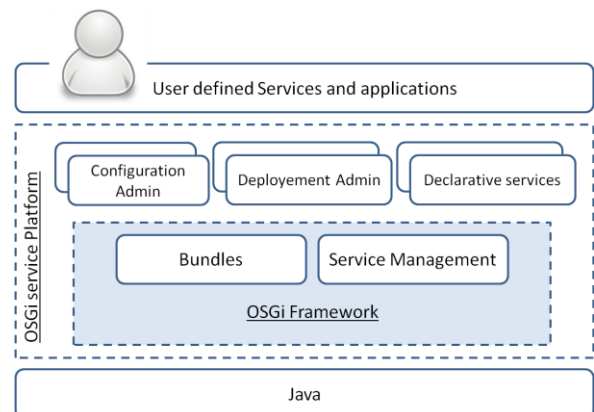 User defined Services and applications
OSGi service Platform
Configuration
Admin
Deployement Admin
Declarative services
Bundles
Service Management
OSGi Framework
Java